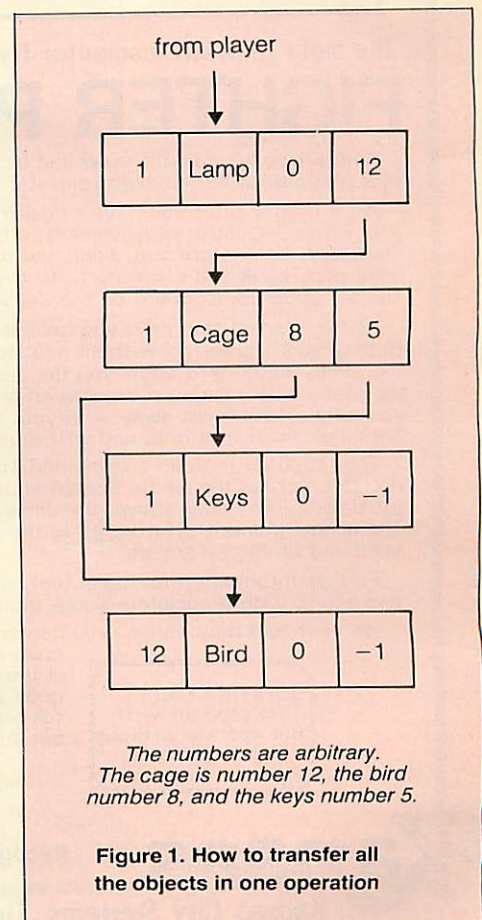 from player
1 Lamp 0 12
1 Cage 8 5
1 Keys 0 −1
12 Bird 0 −1
The numbers are arbitrary.
The cage is number 12, the bird
number 8, and the keys number 5.
Figure 1. How to transfer all
the objects in one operation